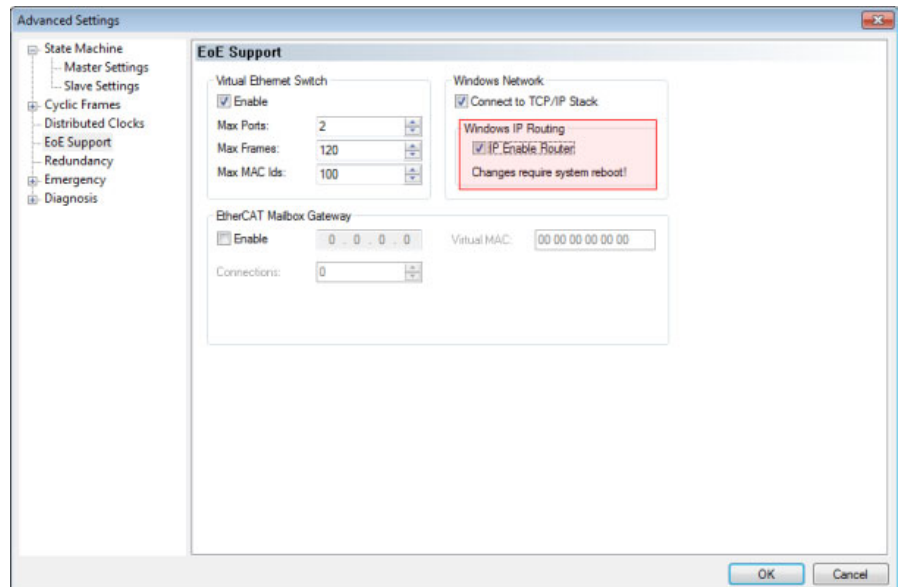 Advanced Settings
State Machine
Master Settings
Slave Settings
Cyclic Frames
Distributed Clocks
EoE Support
Redundancy
Emergency
Diagnosis
EoE Support
Virtual Ethernet Switch
Enable
Max Ports: 2
Max Frames: 120
Max MAC Ids: 100
Windows Network
Connect to TCP/IP Stack
Windows IP Routing
IP Enable Router
Changes require system reboot!
EtherCAT Mailbox Gateway
Enable 0 . 0 . 0 . 0 Virtual MAC: 00 00 00 00 00 00
Connections: 0
OK Cancel